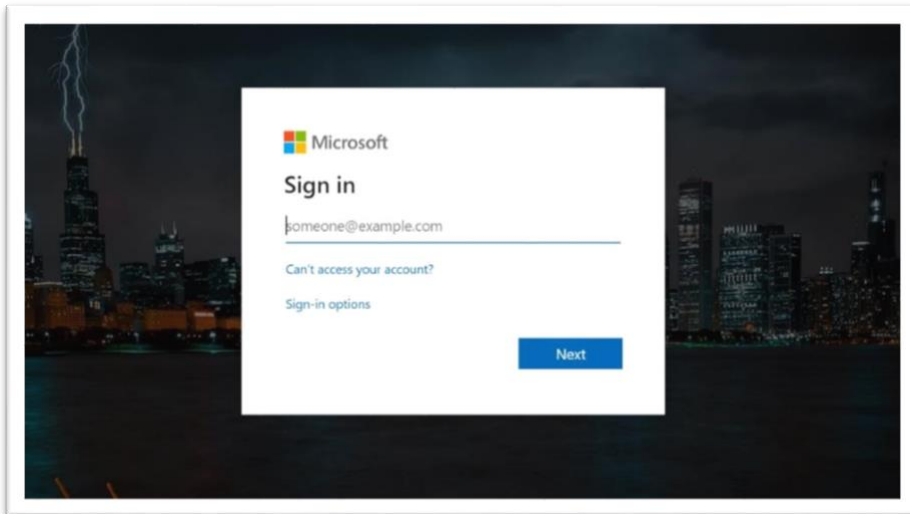 Microsoft
Sign in
someone@example.com
Can't access your account?
Sign-in options
Next